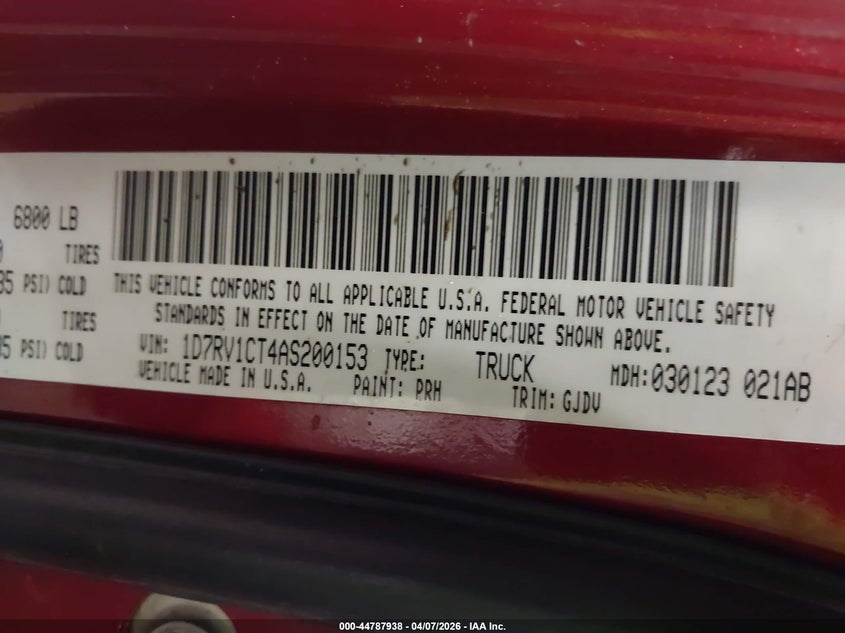 6800 LB
TIRES
PSI) COLD
TIRES
PSI) COLD
THIS VEHICLE CONFORMS TO ALL APPLICABLE U.S.A. FEDERAL MOTOR VEHICLE SAFETY
STANDARDS IN EFFECT ON THE DATE OF MANUFACTURE SHOWN ABOVE.
VIN: 1D7RV1CT4AS200153 TYPE: TRUCK MDH: 030123 021AB
VEHICLE MADE IN U.S.A. PAINT: PRH TRIM: GJDV
000-44787938 - 04/07/2026 - IAA Inc.